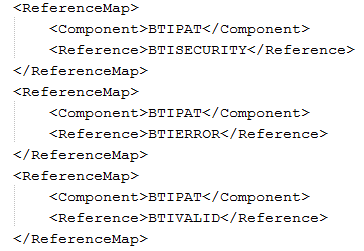 <ReferenceMap>
    <Component>BTIPAT</Component>
    <Reference>BTISECURITY</Reference>
</ReferenceMap>
<ReferenceMap>
    <Component>BTIPAT</Component>
    <Reference>BTIERROR</Reference>
</ReferenceMap>
<ReferenceMap>
    <Component>BTIPAT</Component>
    <Reference>BTIVALID</Reference>
</ReferenceMap>